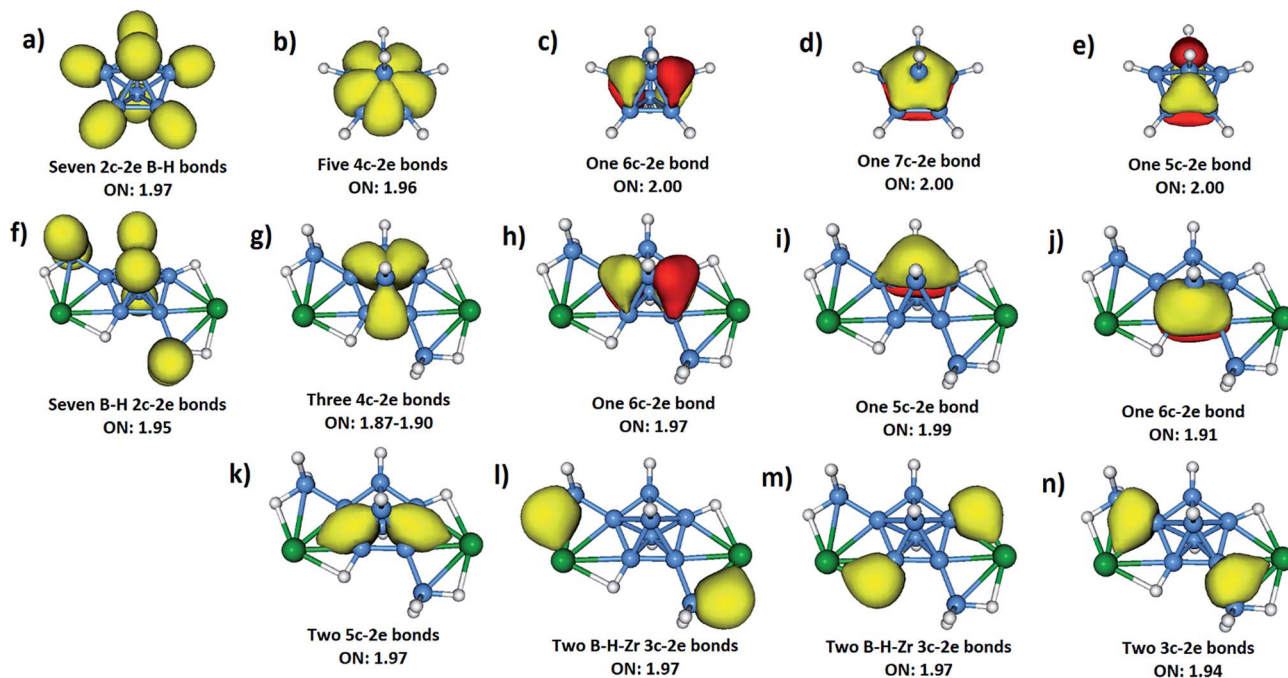 a)
Seven 2c-2e B-H bonds
ON: 1.97
b)
Five 4c-2e bonds
ON: 1.96
c)
One 6c-2e bond
ON: 2.00
d)
One 7c-2e bond
ON: 2.00
e)
One 5c-2e bond
ON: 2.00
f)
Seven B-H 2c-2e bonds
ON: 1.95
g)
Three 4c-2e bonds
ON: 1.87-1.90
h)
One 6c-2e bond
ON: 1.97
i)
One 5c-2e bond
ON: 1.99
j)
One 6c-2e bond
ON: 1.91
k)
Two 5c-2e bonds
ON: 1.97
l)
Two B-H-Zr 3c-2e bonds
ON: 1.97
m)
Two B-H-Zr 3c-2e bonds
ON: 1.97
n)
Two 3c-2e bonds
ON: 1.94